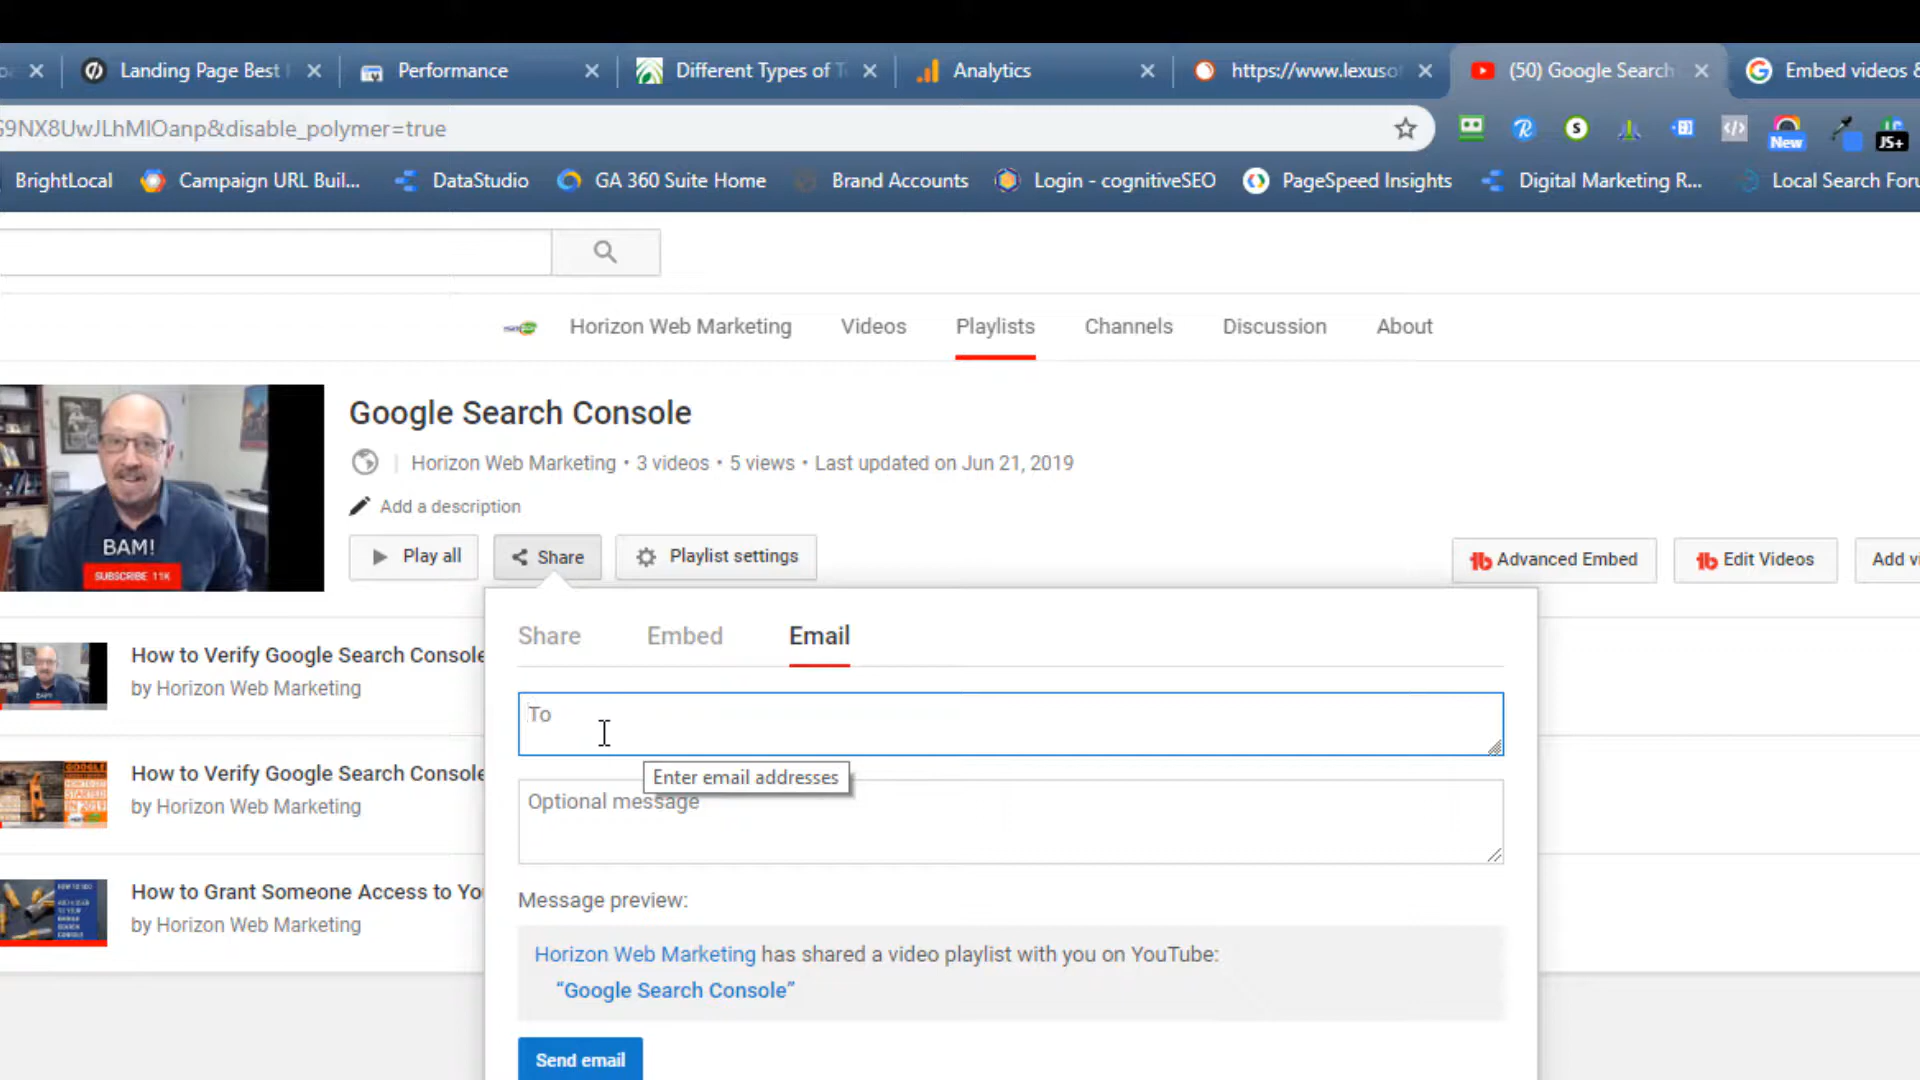 Landing Page Best
Performance
Different Types of T
Analytics
https://www.lexuso
(50) Google Search
Embed videos &
G9NX8UwJLhMlOanp&disable_polymer=true
New
JS+
BrightLocal
Campaign URL Buil...
DataStudio
GA 360 Suite Home
Brand Accounts
Login - cognitiveSEO
PageSpeed Insights
Digital Marketing R...
Local Search Foru
Horizon Web Marketing
Videos
Playlists
Channels
Discussion
About
BAM!
SUBSCRIBE 11K
Google Search Console
Horizon Web Marketing • 3 videos • 5 views • Last updated on Jun 21, 2019
Add a description
Play all
Share
Playlist settings
Advanced Embed
Edit Videos
Add vi
How to Verify Google Search Console
by Horizon Web Marketing
How to Verify Google Search Console
by Horizon Web Marketing
How to Grant Someone Access to Yo
by Horizon Web Marketing
Share
Embed
Email
To
Enter email addresses
Optional message
Message preview:
Horizon Web Marketing has shared a video playlist with you on YouTube:
“Google Search Console”
Send email